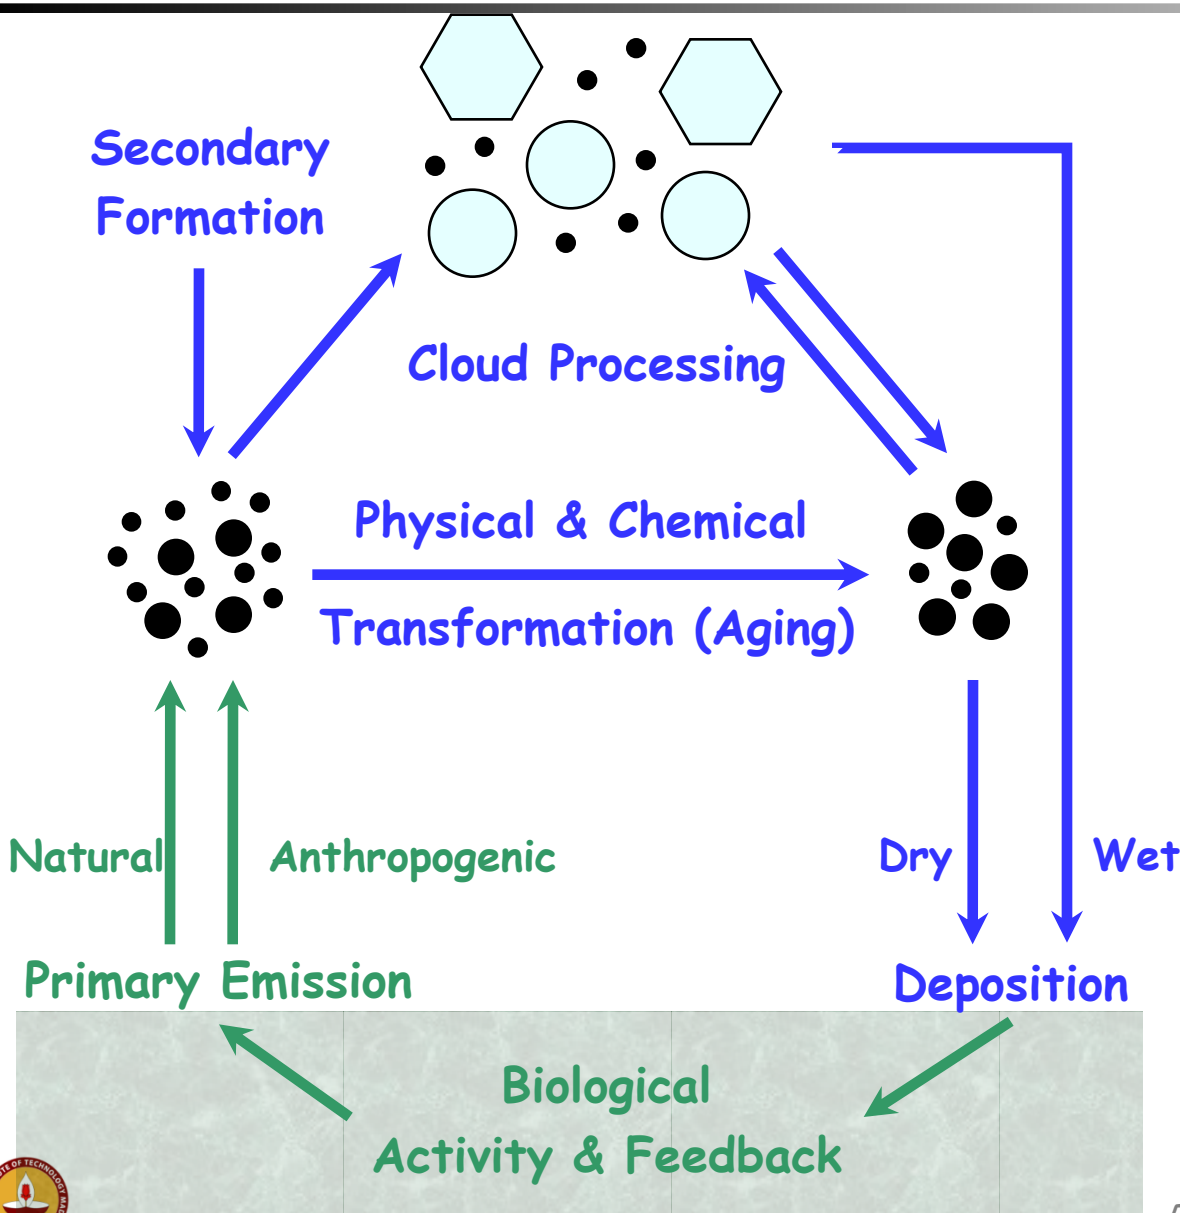 Secondary
Formation
Cloud Processing
Physical & Chemical
Transformation (Aging)
Natural
Anthropogenic
Dry
Wet
Primary Emission
Deposition
Biological
Activity & Feedback